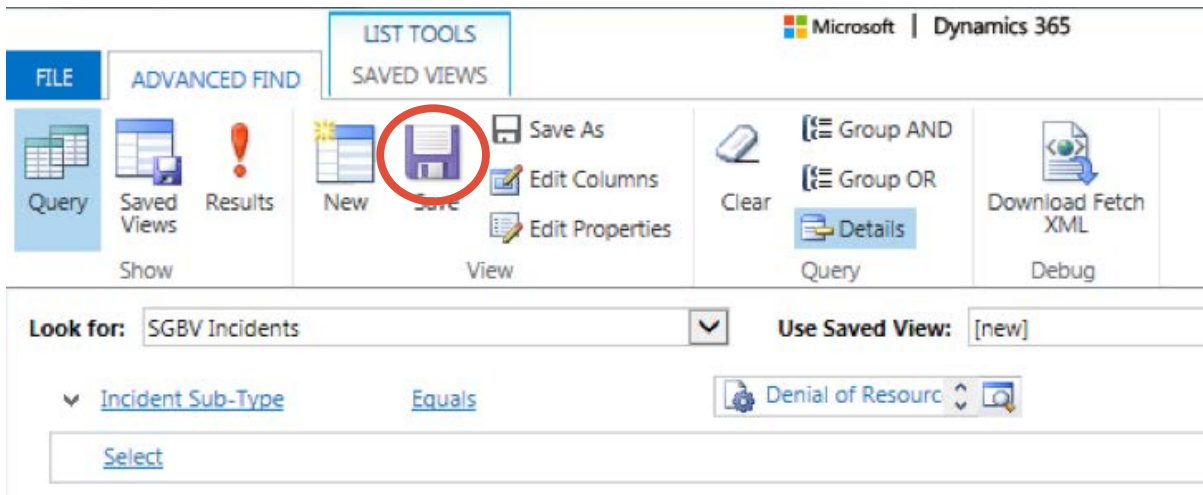 LIST TOOLS
Microsoft | Dynamics 365
FILE
ADVANCED FIND
SAVED VIEWS
Query
Saved Views
Results
New
Save
Save As
Edit Columns
Edit Properties
Clear
Group AND
Group OR
Details
Download Fetch
XML
Show
View
Query
Debug
Look for: SGBV Incidents
Use Saved View: [new]
Incident Sub-Type Equals Denial of Resourc
Select